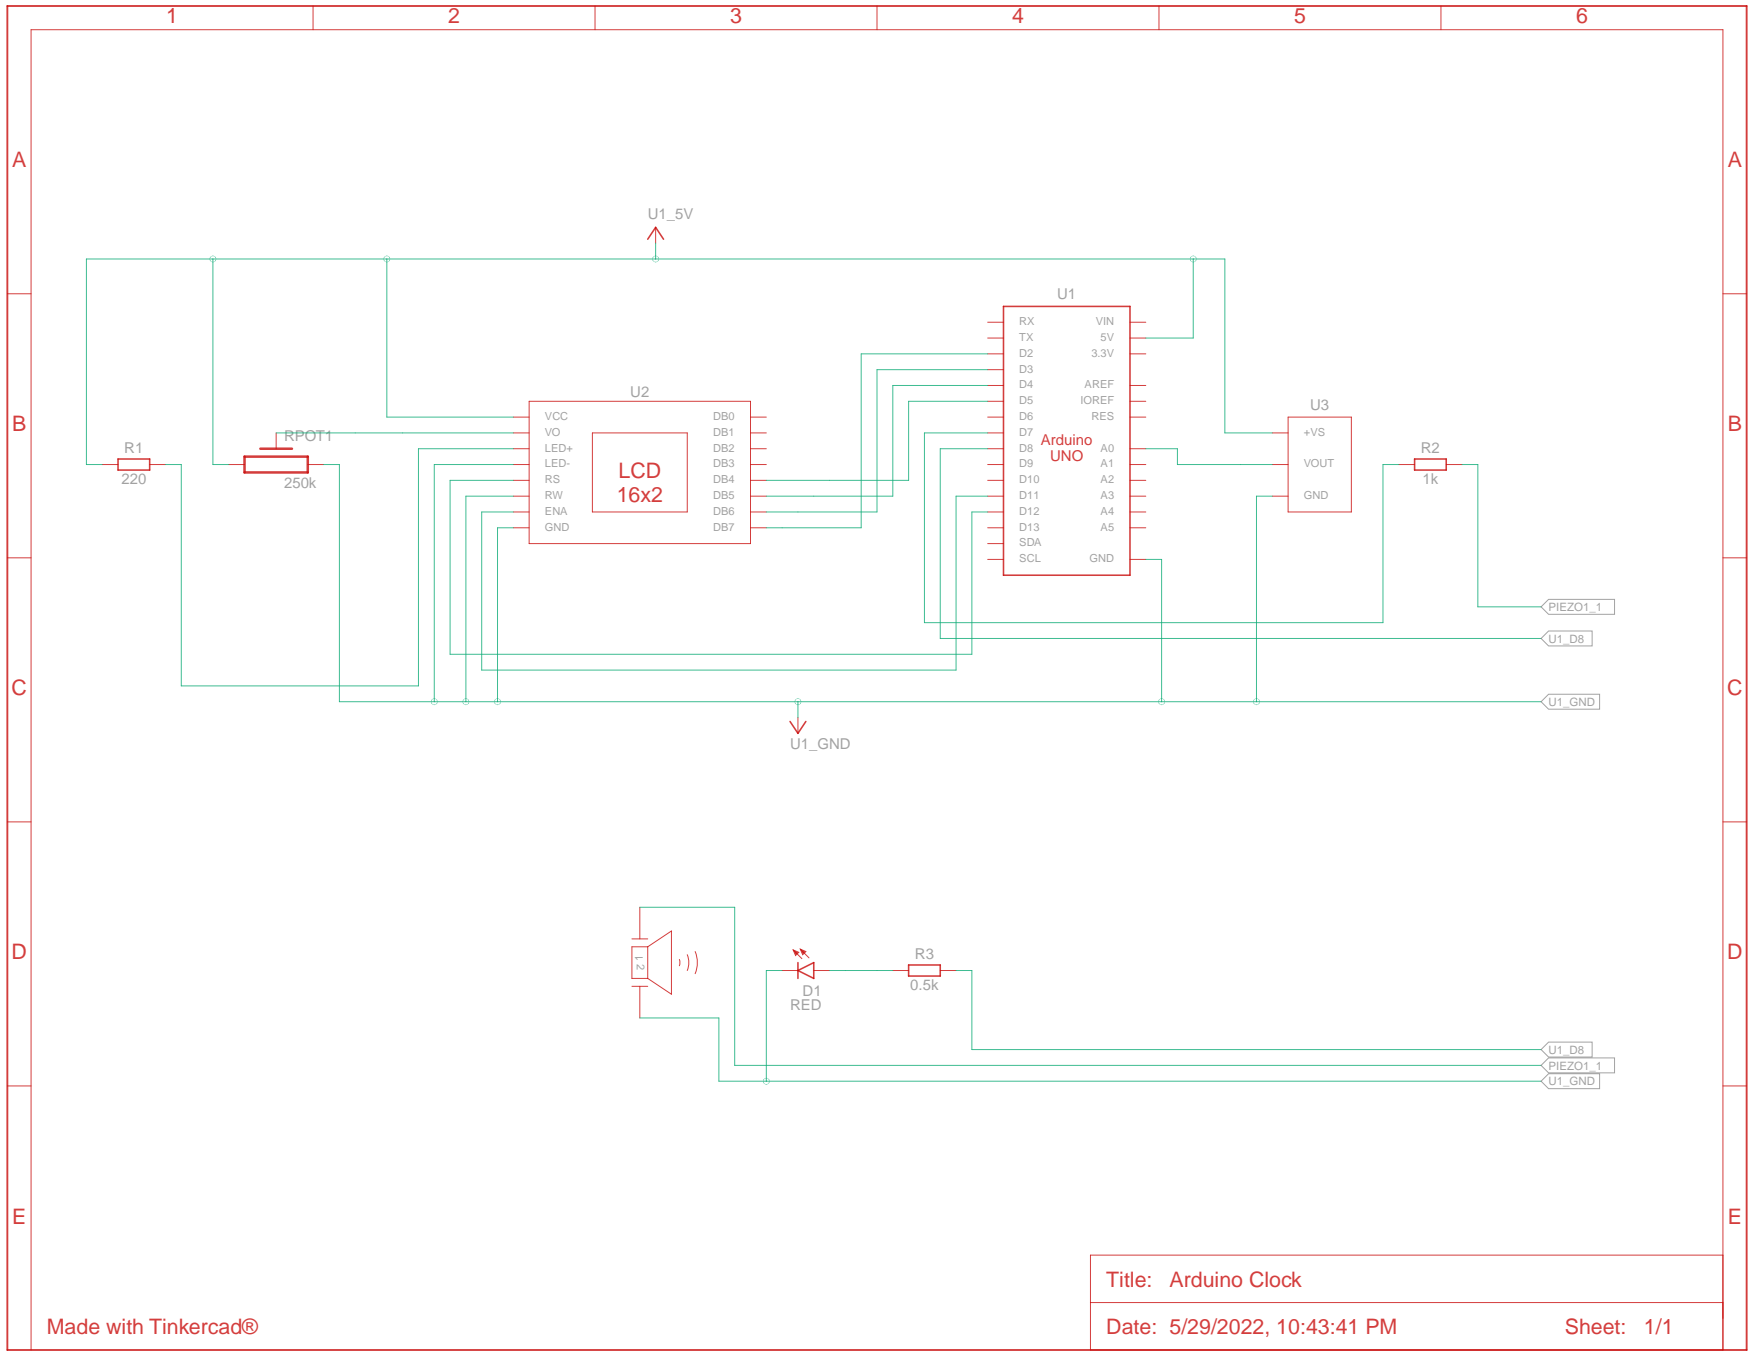 1 2 3 4 5 6
A A
U1_5V
U1
RX VIN
TX 5V
D2 3.3V
D3
D4 AREF
D5 IOREF
D6 RES
D7
D8 A0
D9 A1
D10 A2
D11 A3
D12 A4
D13 A5
SDA
SCL GND
Arduino
UNO
U2
VCC DB0
VO DB1
LED+ DB2
LED- DB3
RS DB4
RW DB5
ENA DB6
GND DB7
LCD
16x2
U3
+VS
VOUT
GND
B B
R1
220
RPOT1
250k
R2
1k
PIEZO1_1
U1_D8
C C
U1_GND
U1_GND
D D
1 2
D1
RED
R3
0.5k
U1_D8
PIEZO1_1
U1_GND
E E
Title: Arduino Clock
Made with Tinkercad®
Date: 5/29/2022, 10:43:41 PM Sheet: 1/1